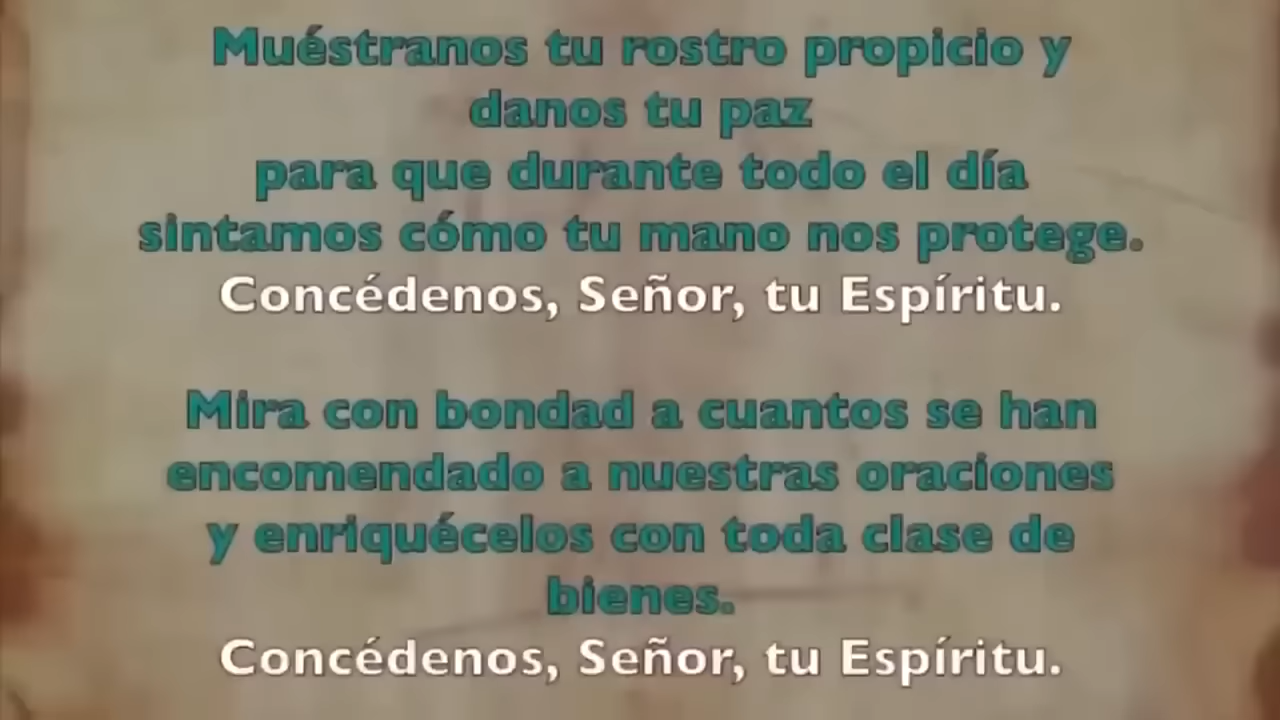 Muéstranos tu rostro propicio y
danos tu paz
para que durante todo el día
sintamos cómo tu mano nos protege.
Concédenos, Señor, tu Espíritu.
Mira con bondad a cuantos se han
encomendado a nuestras oraciones
y enriquécelos con toda clase de
bienes.
Concédenos, Señor, tu Espíritu.